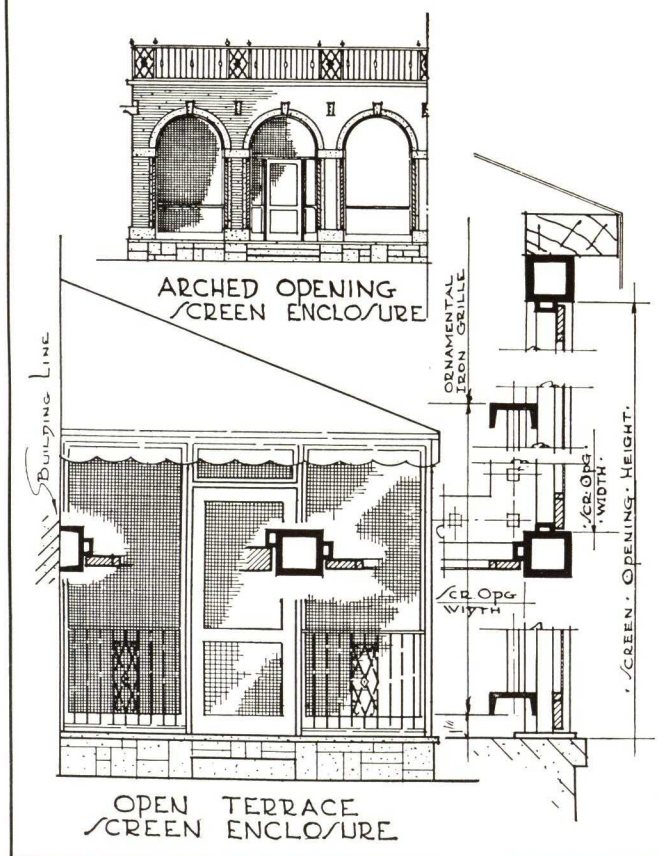 ARCHED OPENING
SCREEN ENCLOSURE
BUILDING LINE
ORNAMENTAL
IRON GRILLE
SCR OPG
WIDTH
SCREEN OPENING HEIGHT
SCR OPG
WIDTH
1"
OPEN TERRACE
SCREEN ENCLOSURE